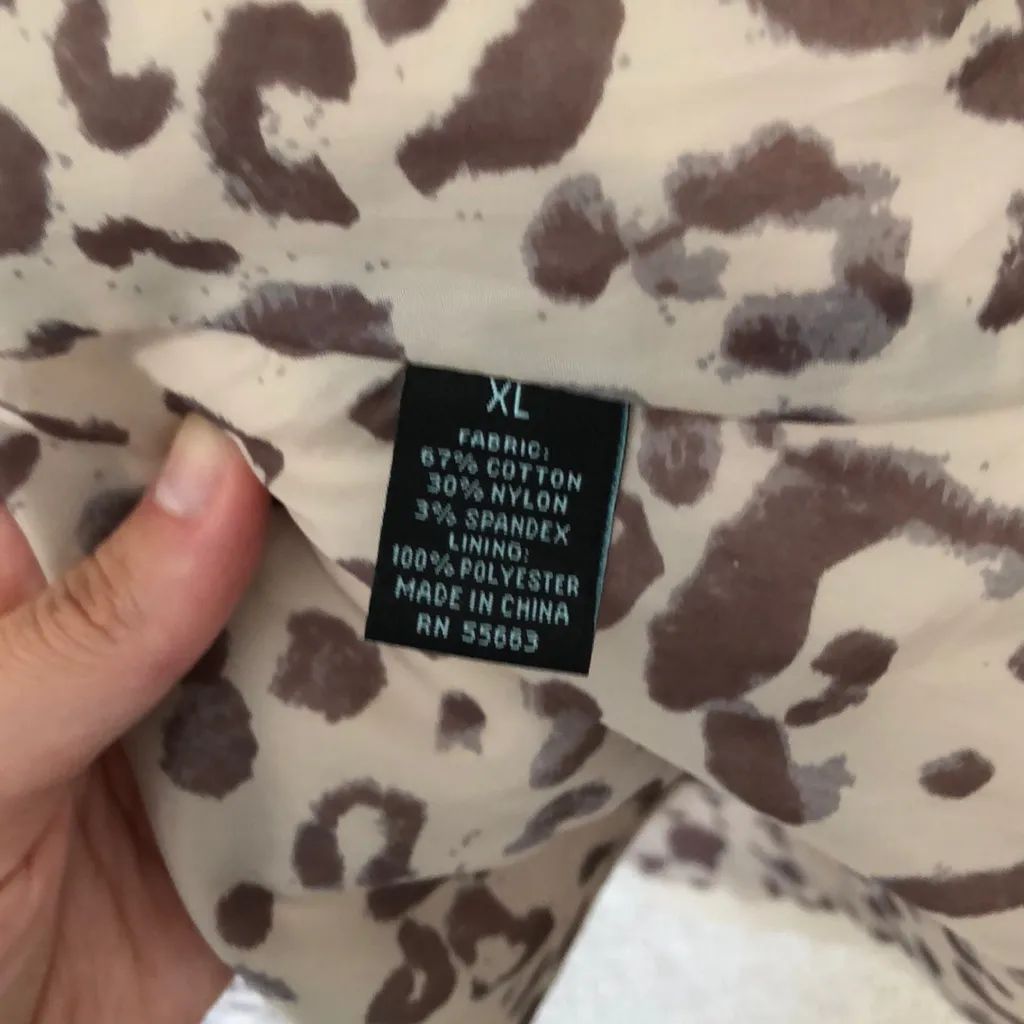 XL
FABRIC:
67% COTTON
30% NYLON
3% SPANDEX
LINING:
100% POLYESTER
MADE IN CHINA
RN 55663